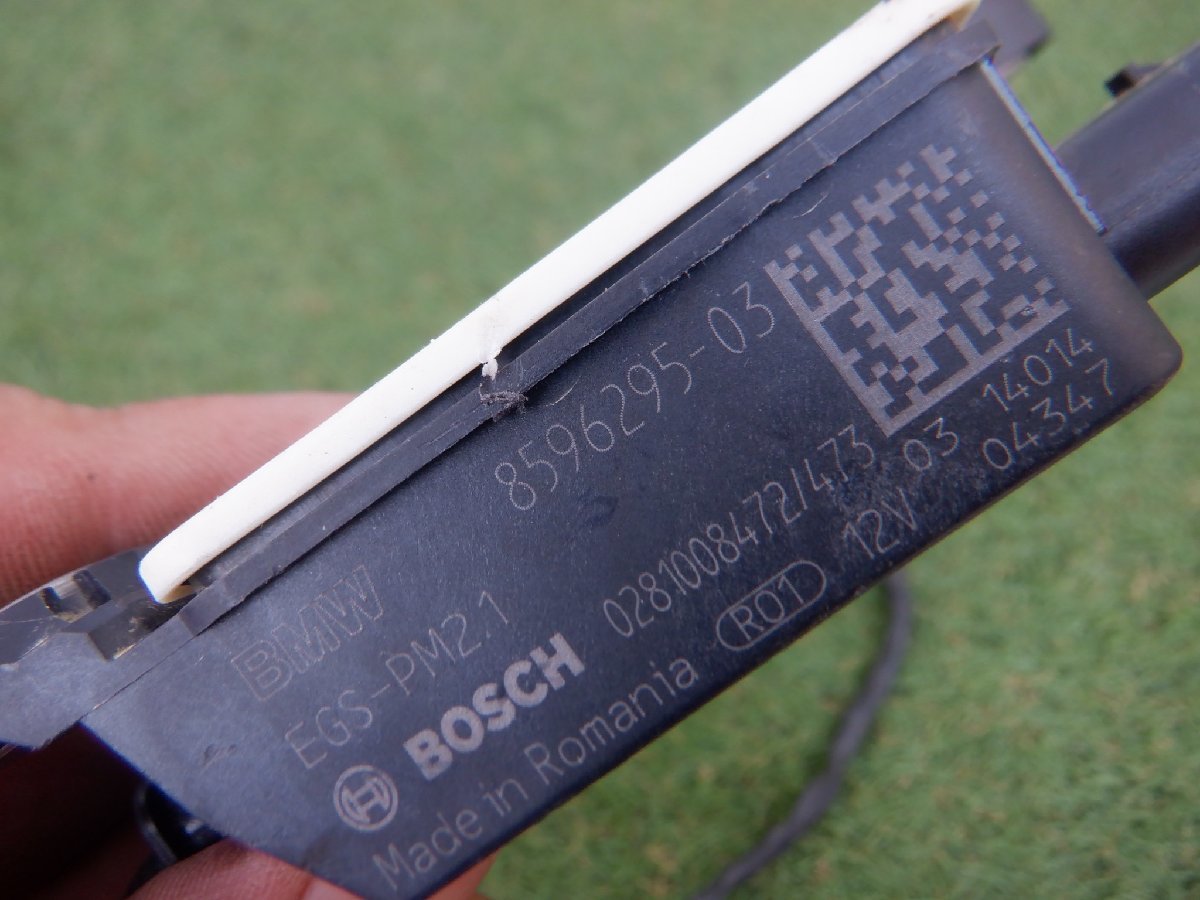 8596295-03
BMW
EGS-PM2.1
0281008472/473 03 14014
BOSCH R01 12V 04347
Made in Romania